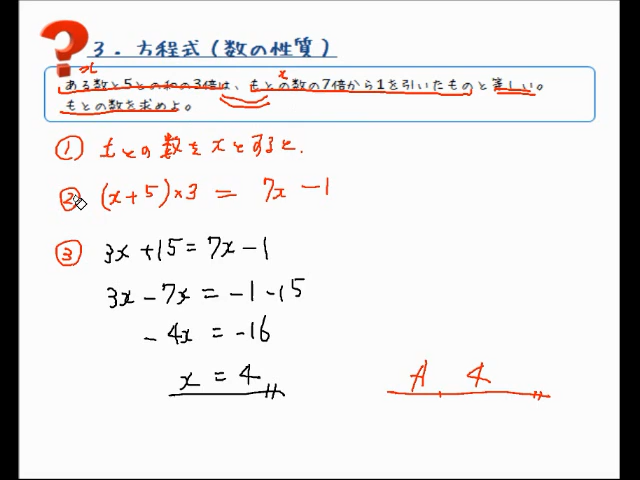 3．方程式（数の性質）
x
x
ある数と5との和の3倍は、もとの数の7倍から1を引いたものと等しい。
もとの数を求めよ。
① もとの数をxとすると、
② (x+5)×3 = 7x -1
③ 3x +15 = 7x -1
3x - 7x = -1 -15
- 4x = -16
x = 4
A 4